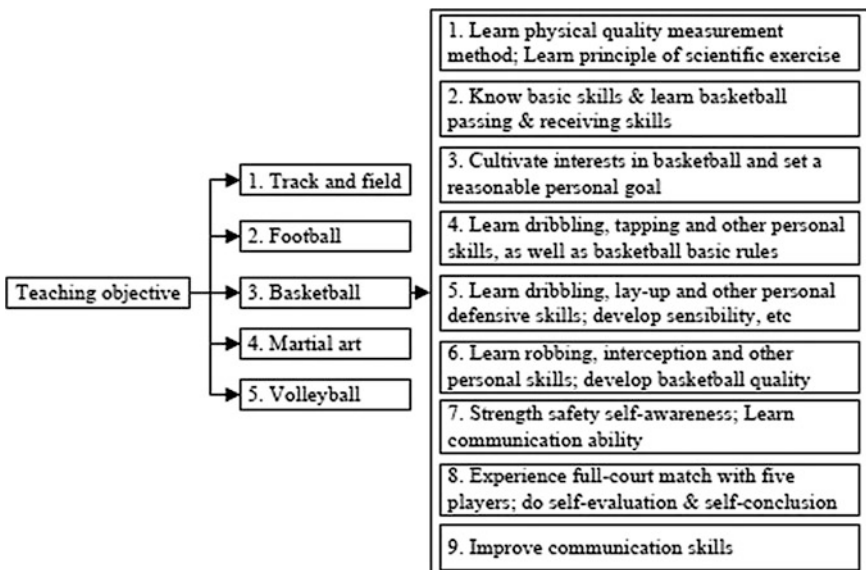 Teaching objective
1. Track and field
2. Football
3. Basketball
4. Martial art
5. Volleyball
1. Learn physical quality measurement
method; Learn principle of scientific exercise
2. Know basic skills & learn basketball
passing & receiving skills
3. Cultivate interests in basketball and set a
reasonable personal goal
4. Learn dribbling, tapping and other personal
skills, as well as basketball basic rules
5. Learn dribbling, lay-up and other personal
defensive skills; develop sensibility, etc
6. Learn robbing, interception and other
personal skills; develop basketball quality
7. Strength safety self-awareness; Learn
communication ability
8. Experience full-court match with five
players; do self-evaluation & self-conclusion
9. Improve communication skills